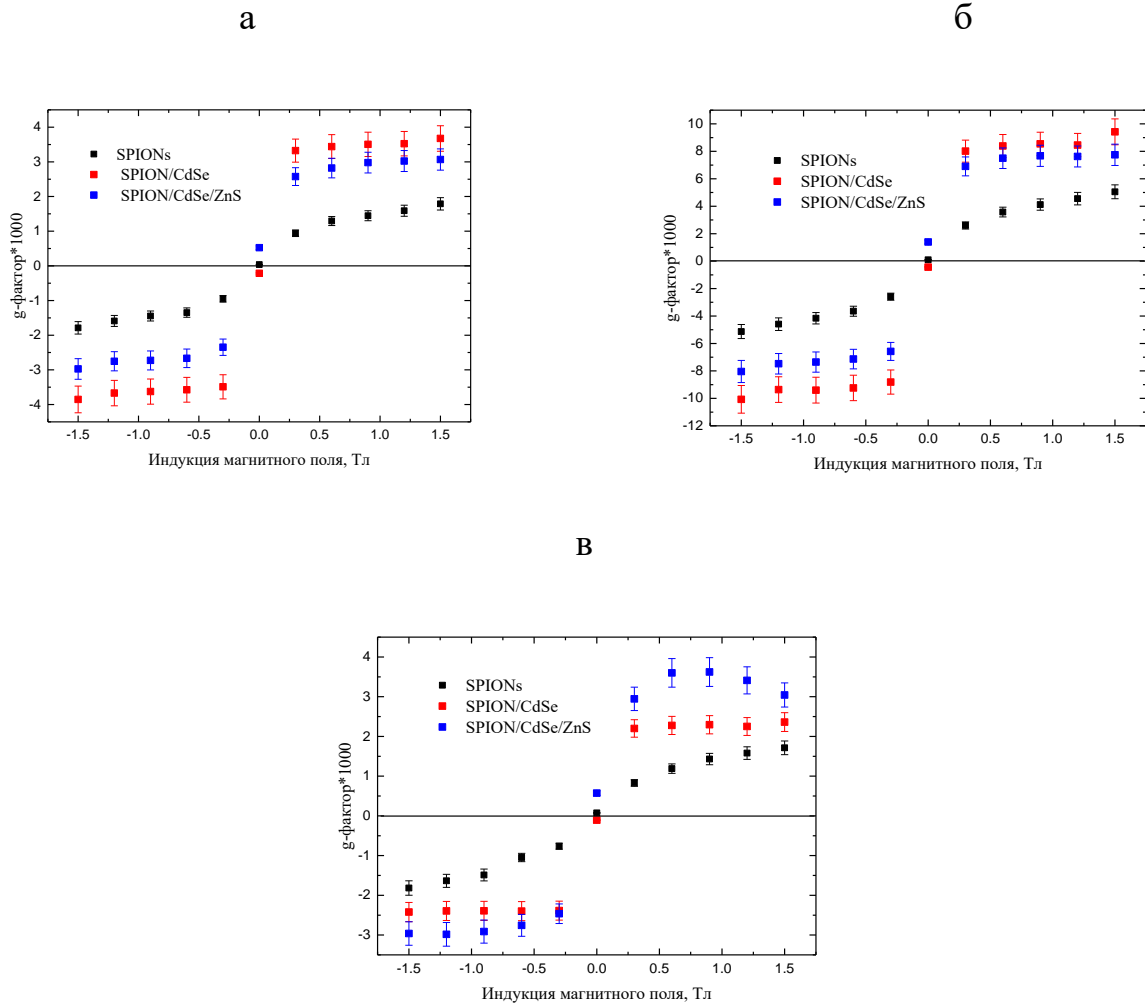 а
4
3
2
1
0
-1
-2
-3
-4
g-фактор*1000
SPIONs
SPION/CdSe
SPION/CdSe/ZnS
-1.5 -1.0 -0.5 0.0 0.5 1.0 1.5
Индукция магнитного поля, Тл
б
10
8
6
4
2
0
-2
-4
-6
-8
-10
-12
g-фактор*1000
SPIONs
SPION/CdSe
SPION/CdSe/ZnS
-1.5 -1.0 -0.5 0.0 0.5 1.0 1.5
Индукция магнитного поля, Тл
в
4
3
2
1
0
-1
-2
-3
g-фактор*1000
SPIONs
SPION/CdSe
SPION/CdSe/ZnS
-1.5 -1.0 -0.5 0.0 0.5 1.0 1.5
Индукция магнитного поля, Тл